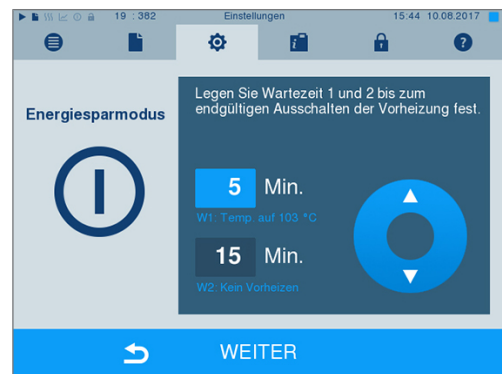 19 : 382 Einstellungen 15:44 10.08.2017
Energiesparmodus
Legen Sie Wartezeit 1 und 2 bis zum
endgültigen Ausschalten der Vorheizung fest.
5 Min.
W1: Temp. auf 103 °C
15 Min.
W2: Kein Vorheizen
WEITER